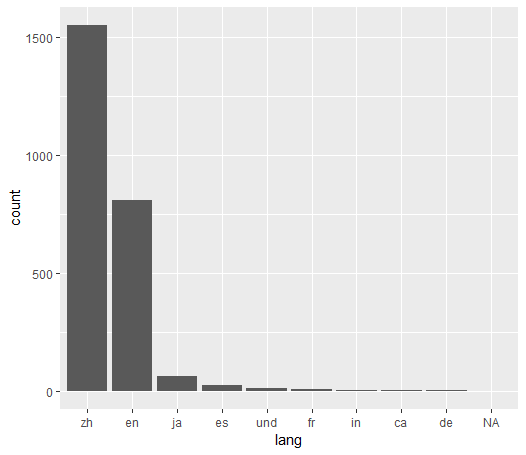 1500
1000
500
0
count
zh en ja es und fr in ca de NA
lang